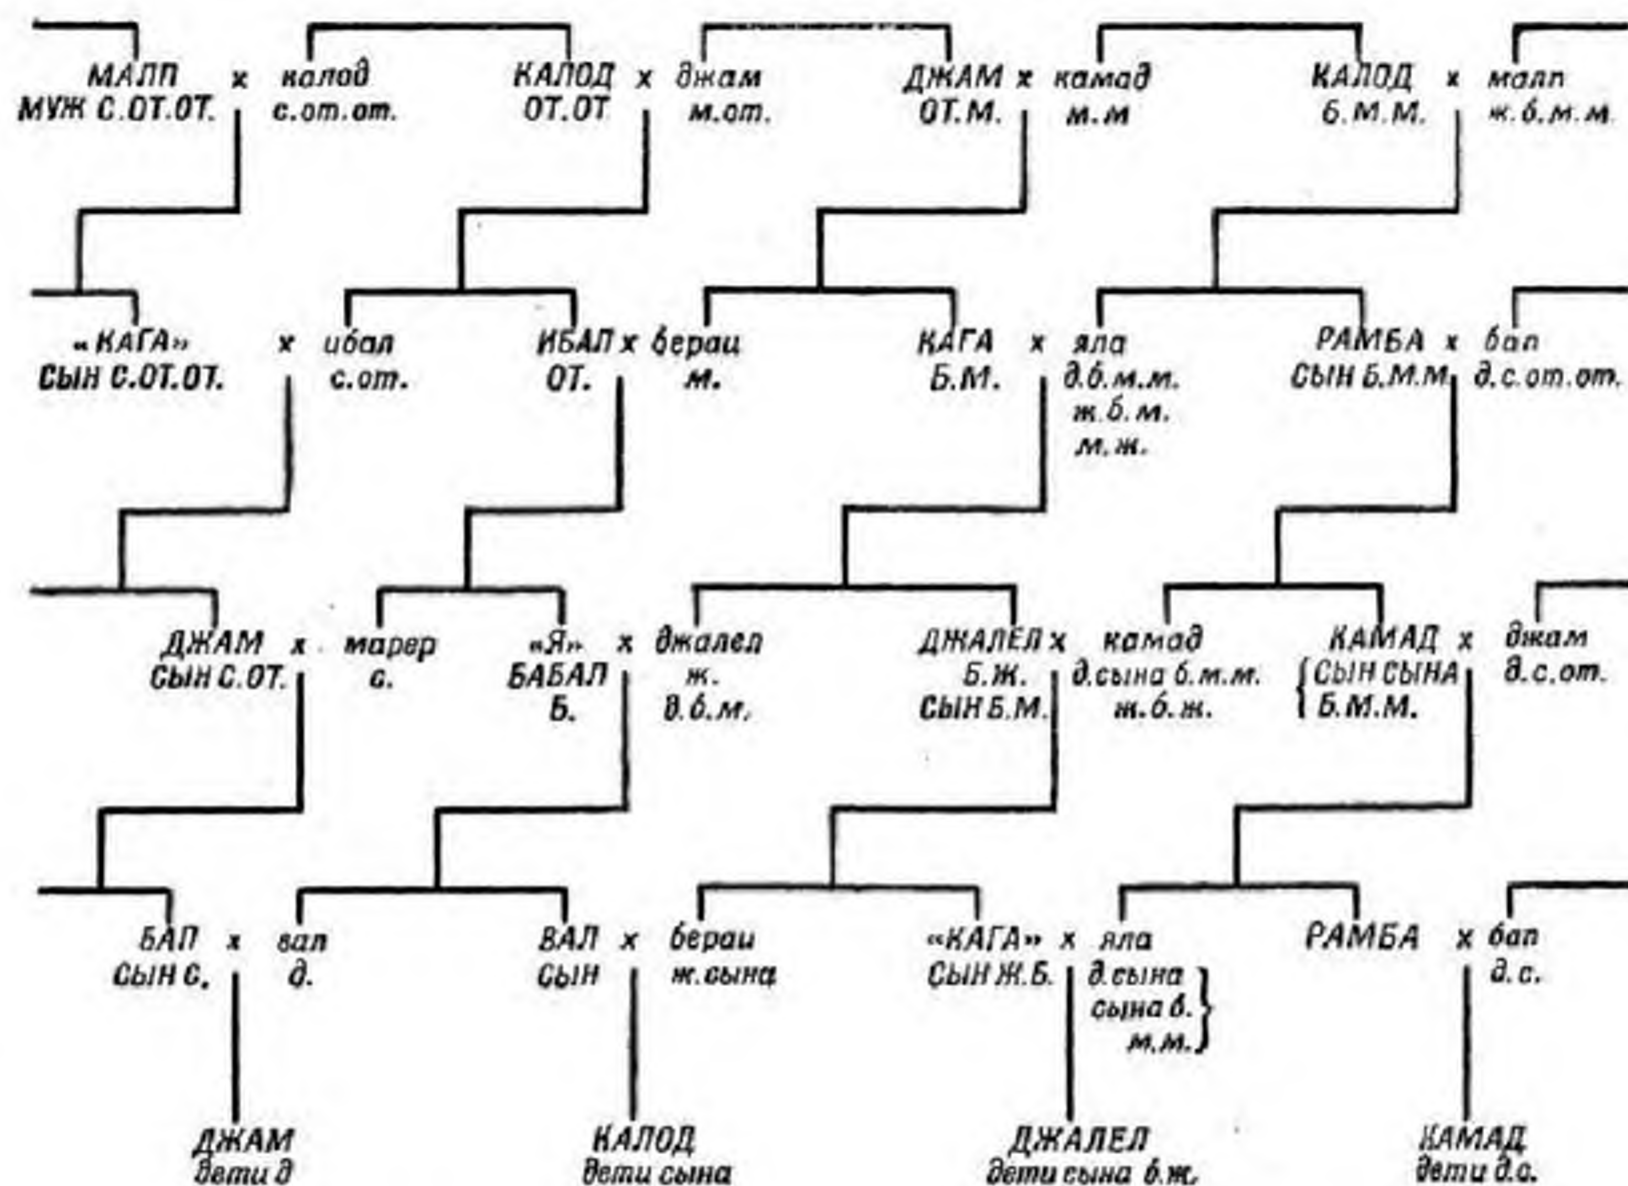 МАЛП x калод КАЛОД x джам ДЖАМ x камад КАЛОД x малп
МУЖ С.ОТ.ОТ. с.от.от. ОТ.ОТ м.от. ОТ.М. м.м Б.М.М. ж.б.м.м.
«КАГА» x ибал ИБАЛ x бераи КАГА x яла РАМБА x бап
СЫН С.ОТ.ОТ. с.от. ОТ. м. Б.М. д.б.м.м. СЫН Б.М.М. д.с.от.от.
ж.б.м.
м.ж.
ДЖАМ x марер «Я» x джалел ДЖАЛЕЛ x камад КАМАД x джам
СЫН С.ОТ. с. БАБАЛ ж. Б.Ж. д.сына б.м.м. СЫН СЫНА д.с.от.
Б. д.б.м. СЫН Б.М. ж.б.ж. Б.М.М.
БАП x вал ВАЛ x бераи «КАГА» x яла РАМБА x бап
СЫН С. д. СЫН ж.сына СЫН Ж.Б. д.сына д.с.
сына б.
м.м.
ДЖАМ КАЛОД ДЖАЛЕЛ КАМАД
дети д дети сына дети сына б.ж. дети д.с.